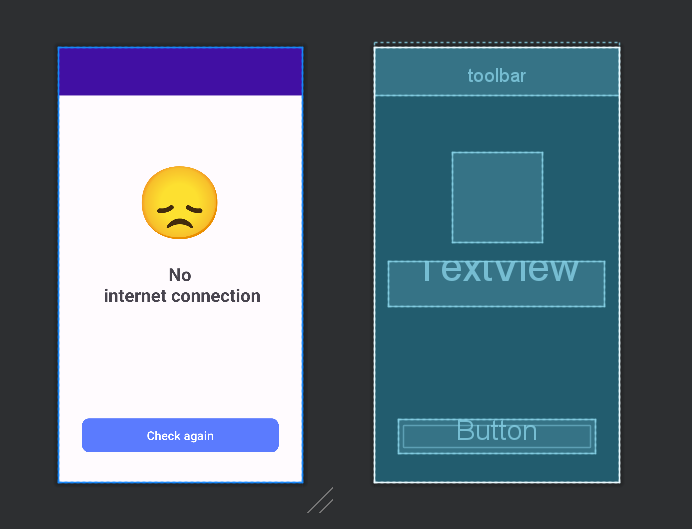 No
internet connection
Check again
toolbar
TextView
Button